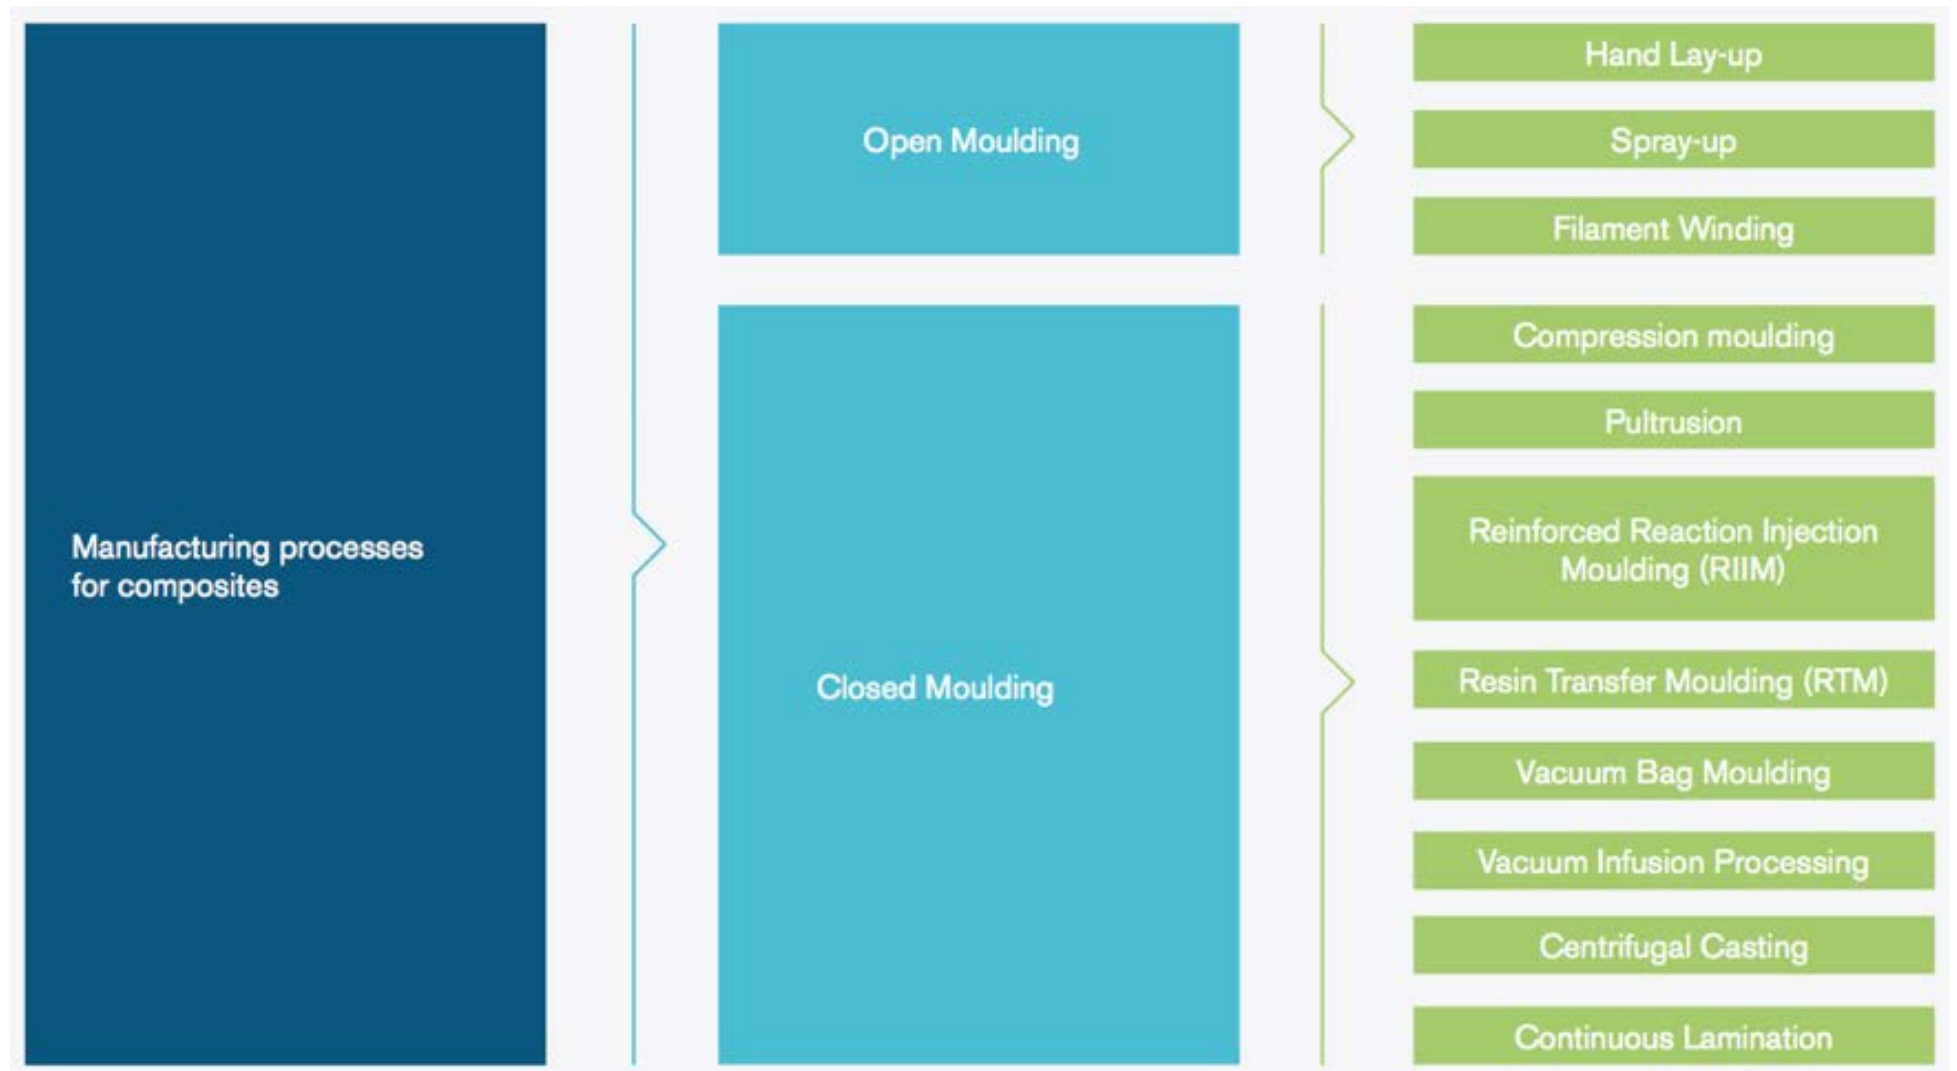 Manufacturing processes
for composites
Open Moulding
Hand Lay-up
Spray-up
Filament Winding
Closed Moulding
Compression moulding
Pultrusion
Reinforced Reaction Injection
Moulding (RIIM)
Resin Transfer Moulding (RTM)
Vacuum Bag Moulding
Vacuum Infusion Processing
Centrifugal Casting
Continuous Lamination